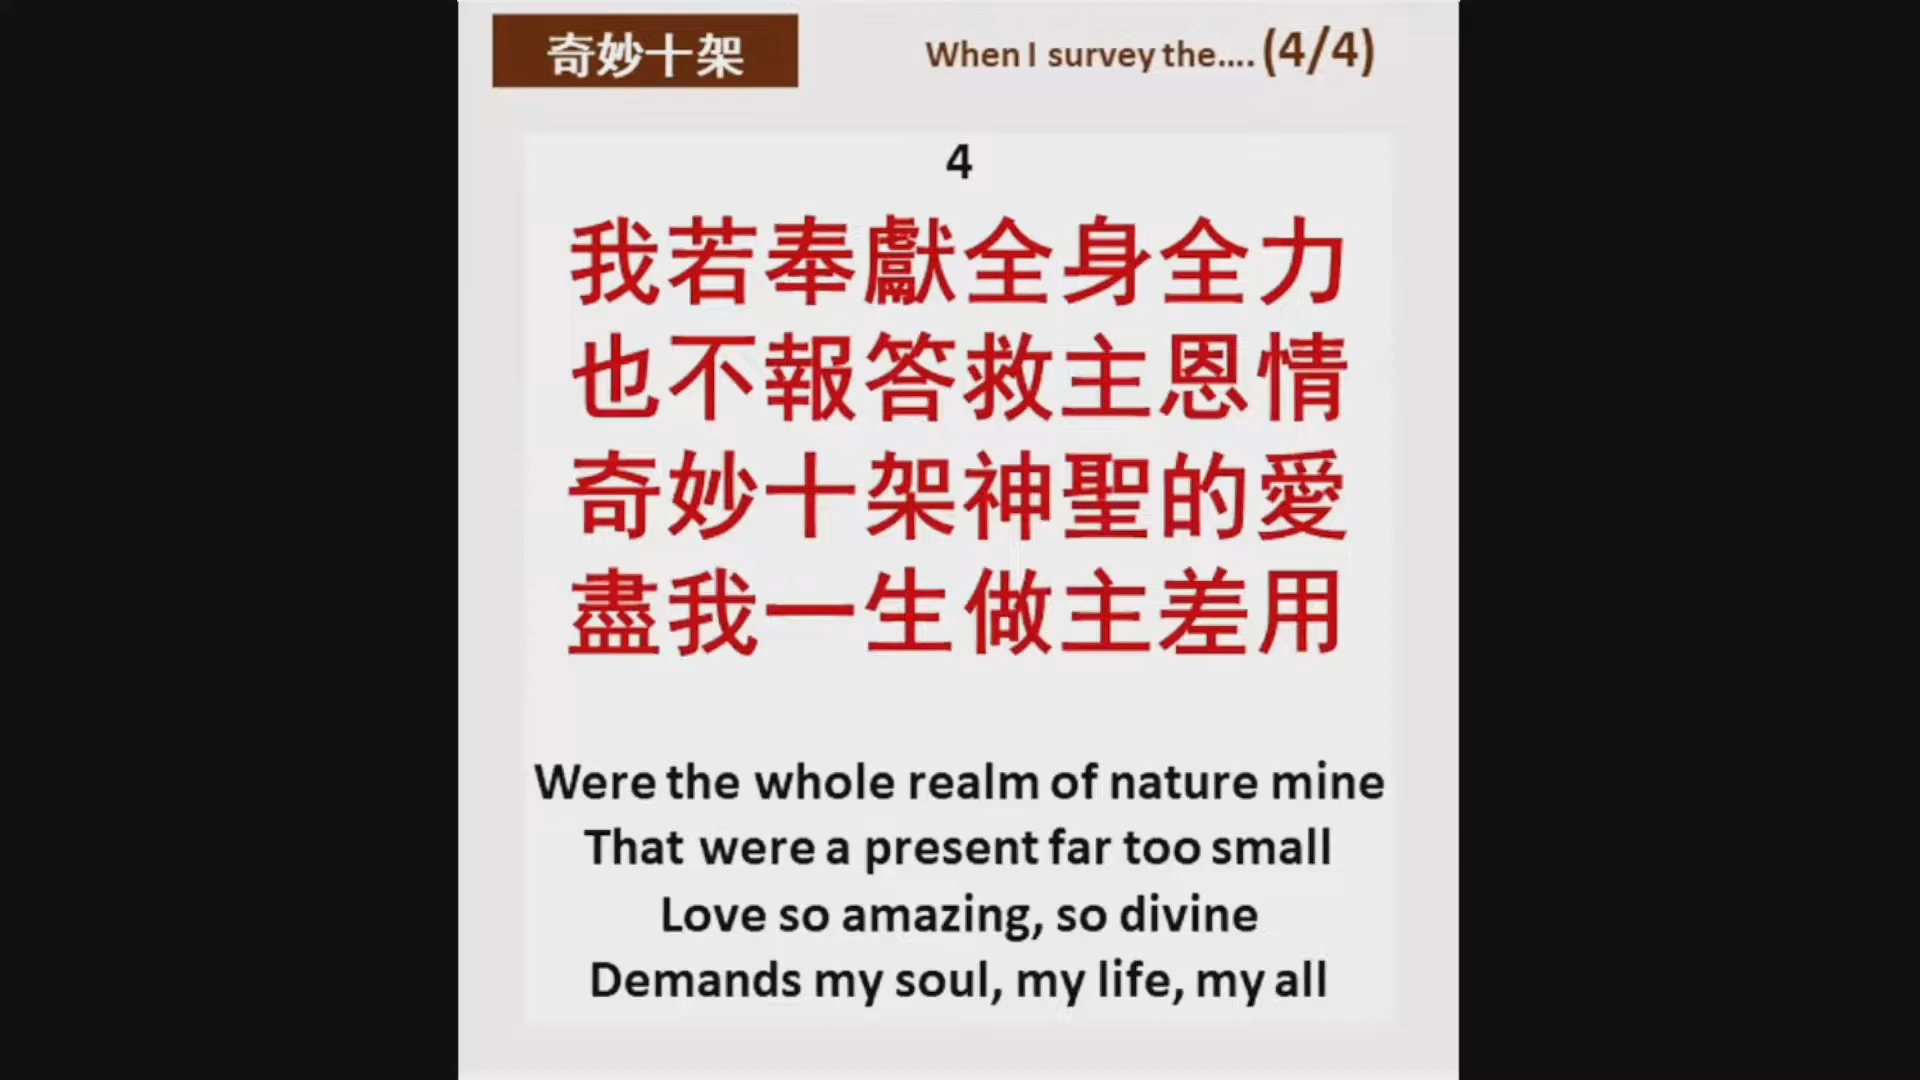 奇妙十架
When I survey the.... (4/4)
4
我若奉獻全身全力
也不報答救主恩情
奇妙十架神聖的愛
盡我一生做主差用
Were the whole realm of nature mine
That were a present far too small
Love so amazing, so divine
Demands my soul, my life, my all